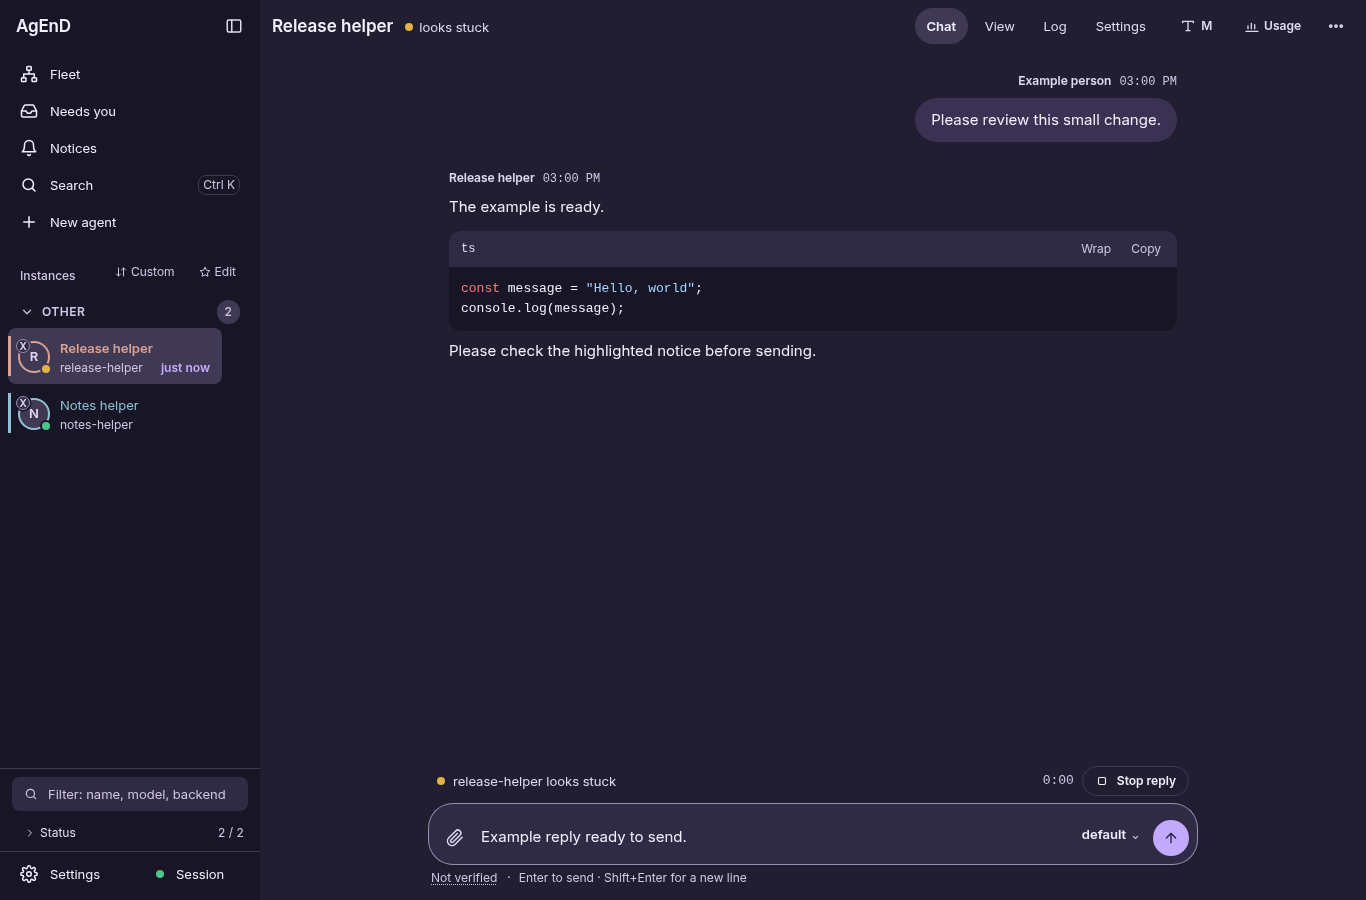 AgEnD
Fleet
Needs you
Notices
Search Ctrl K
New agent
Instances Custom Edit
OTHER 2
X R Release helper
release-helper just now
X N Notes helper
notes-helper
Filter: name, model, backend
Status 2 / 2
Settings Session
Release helper looks stuck Chat View Log Settings T M Usage •••
Example person 03:00 PM
Please review this small change.
Release helper 03:00 PM
The example is ready.
ts Wrap Copy
const message = "Hello, world";
console.log(message);
Please check the highlighted notice before sending.
release-helper looks stuck 0:00 Stop reply
Example reply ready to send. default
Not verified · Enter to send · Shift+Enter for a new line